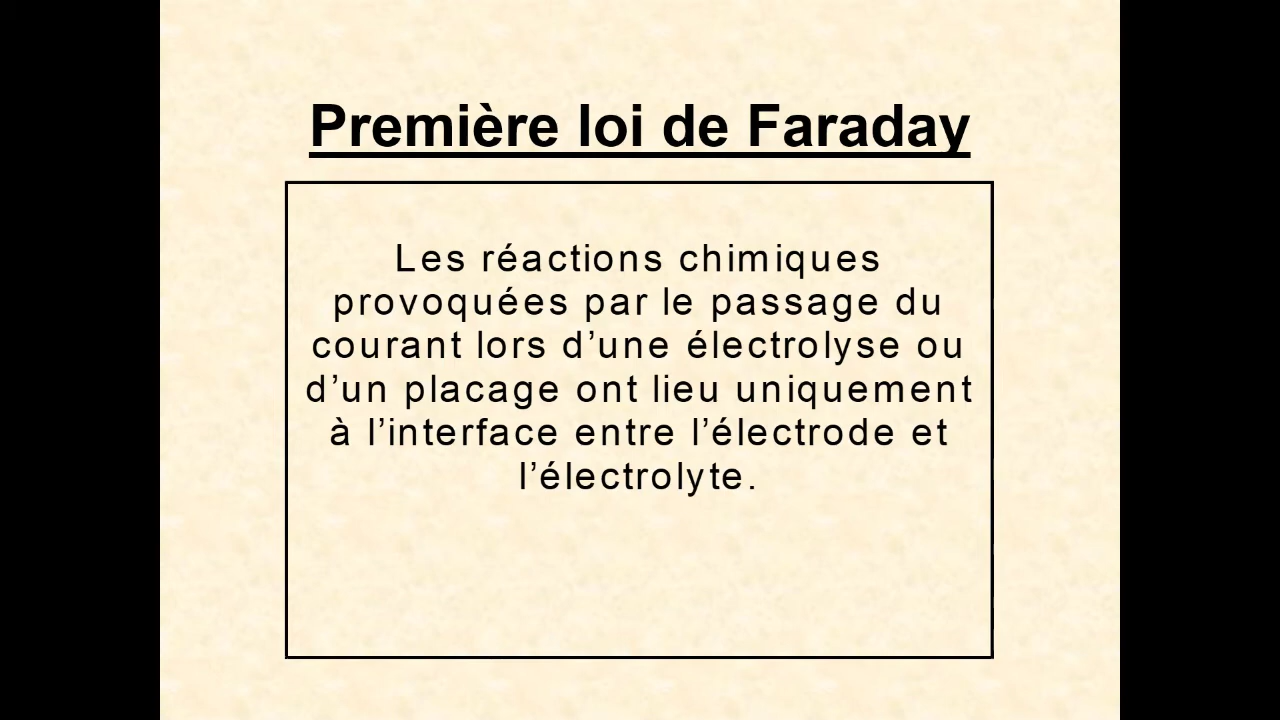 Première loi de Faraday
Les réactions chimiques
provoquées par le passage du
courant lors d’une électrolyse ou
d’un placage ont lieu uniquement
à l’interface entre l’électrode et
l’électrolyte.